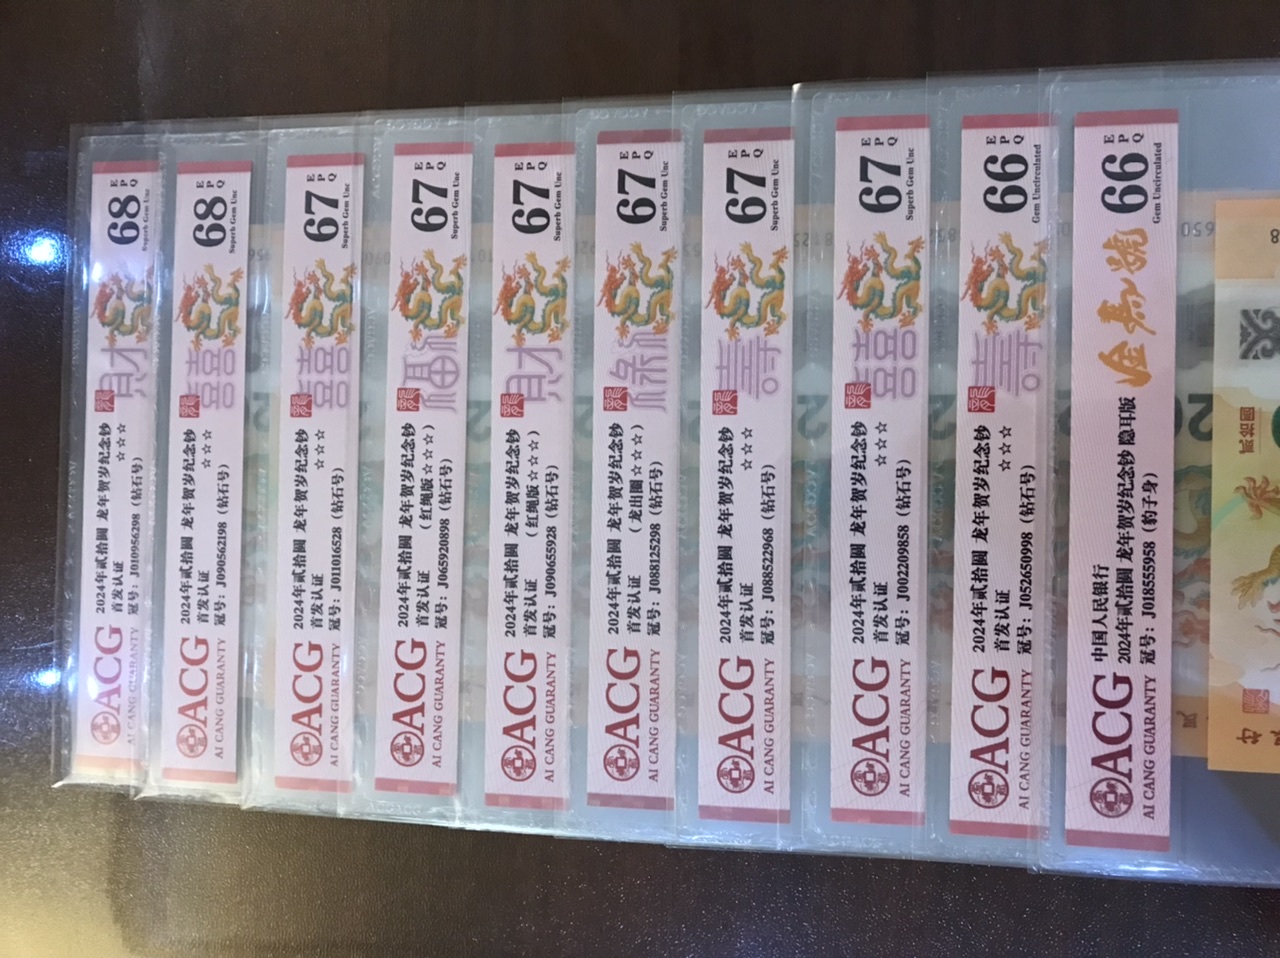 ACG
AI CANG GUARANTY
2024年贰拾圆 龙年贺岁纪念钞
首发认证 ☆☆☆
冠号：J010956298（钻石号）
財
68
EPQ
Superb Gem Unc
ACG
AI CANG GUARANTY
2024年贰拾圆 龙年贺岁纪念钞
首发认证 ☆☆☆
冠号：J090562198（钻石号）
囍
68
EPQ
Superb Gem Unc
ACG
AI CANG GUARANTY
2024年贰拾圆 龙年贺岁纪念钞
首发认证 ☆☆☆
冠号：J011016528（钻石号）
囍
67
EPQ
Superb Gem Unc
ACG
AI CANG GUARANTY
2024年贰拾圆 龙年贺岁纪念钞
首发认证 （红绳版☆☆☆☆）
冠号：J065920898（钻石号）
福
67
EPQ
Superb Gem Unc
ACG
AI CANG GUARANTY
2024年贰拾圆 龙年贺岁纪念钞
首发认证 （红绳版☆☆☆）
冠号：J090655928（钻石号）
財
67
EPQ
Superb Gem Unc
ACG
AI CANG GUARANTY
2024年贰拾圆 龙年贺岁纪念钞
首发认证 （龙出圈☆☆☆）
冠号：J088125298（钻石号）
祿
67
EPQ
Superb Gem Unc
ACG
AI CANG GUARANTY
2024年贰拾圆 龙年贺岁纪念钞
首发认证 ☆☆☆
冠号：J088522968（钻石号）
壽
67
EPQ
Superb Gem Unc
ACG
AI CANG GUARANTY
2024年贰拾圆 龙年贺岁纪念钞
首发认证 ☆☆☆
冠号：J002209858（钻石号）
囍
67
EPQ
Superb Gem Unc
ACG
AI CANG GUARANTY
2024年贰拾圆 龙年贺岁纪念钞
首发认证 ☆☆☆
冠号：J052650998（钻石号）
壽
66
EPQ
Gem Uncirculated
ACG
AI CANG GUARANTY
中国人民银行
2024年贰拾圆 龙年贺岁纪念钞 隐耳版
冠号：J018555958（豹子身）
金馬號
66
EPQ
Gem Uncirculated